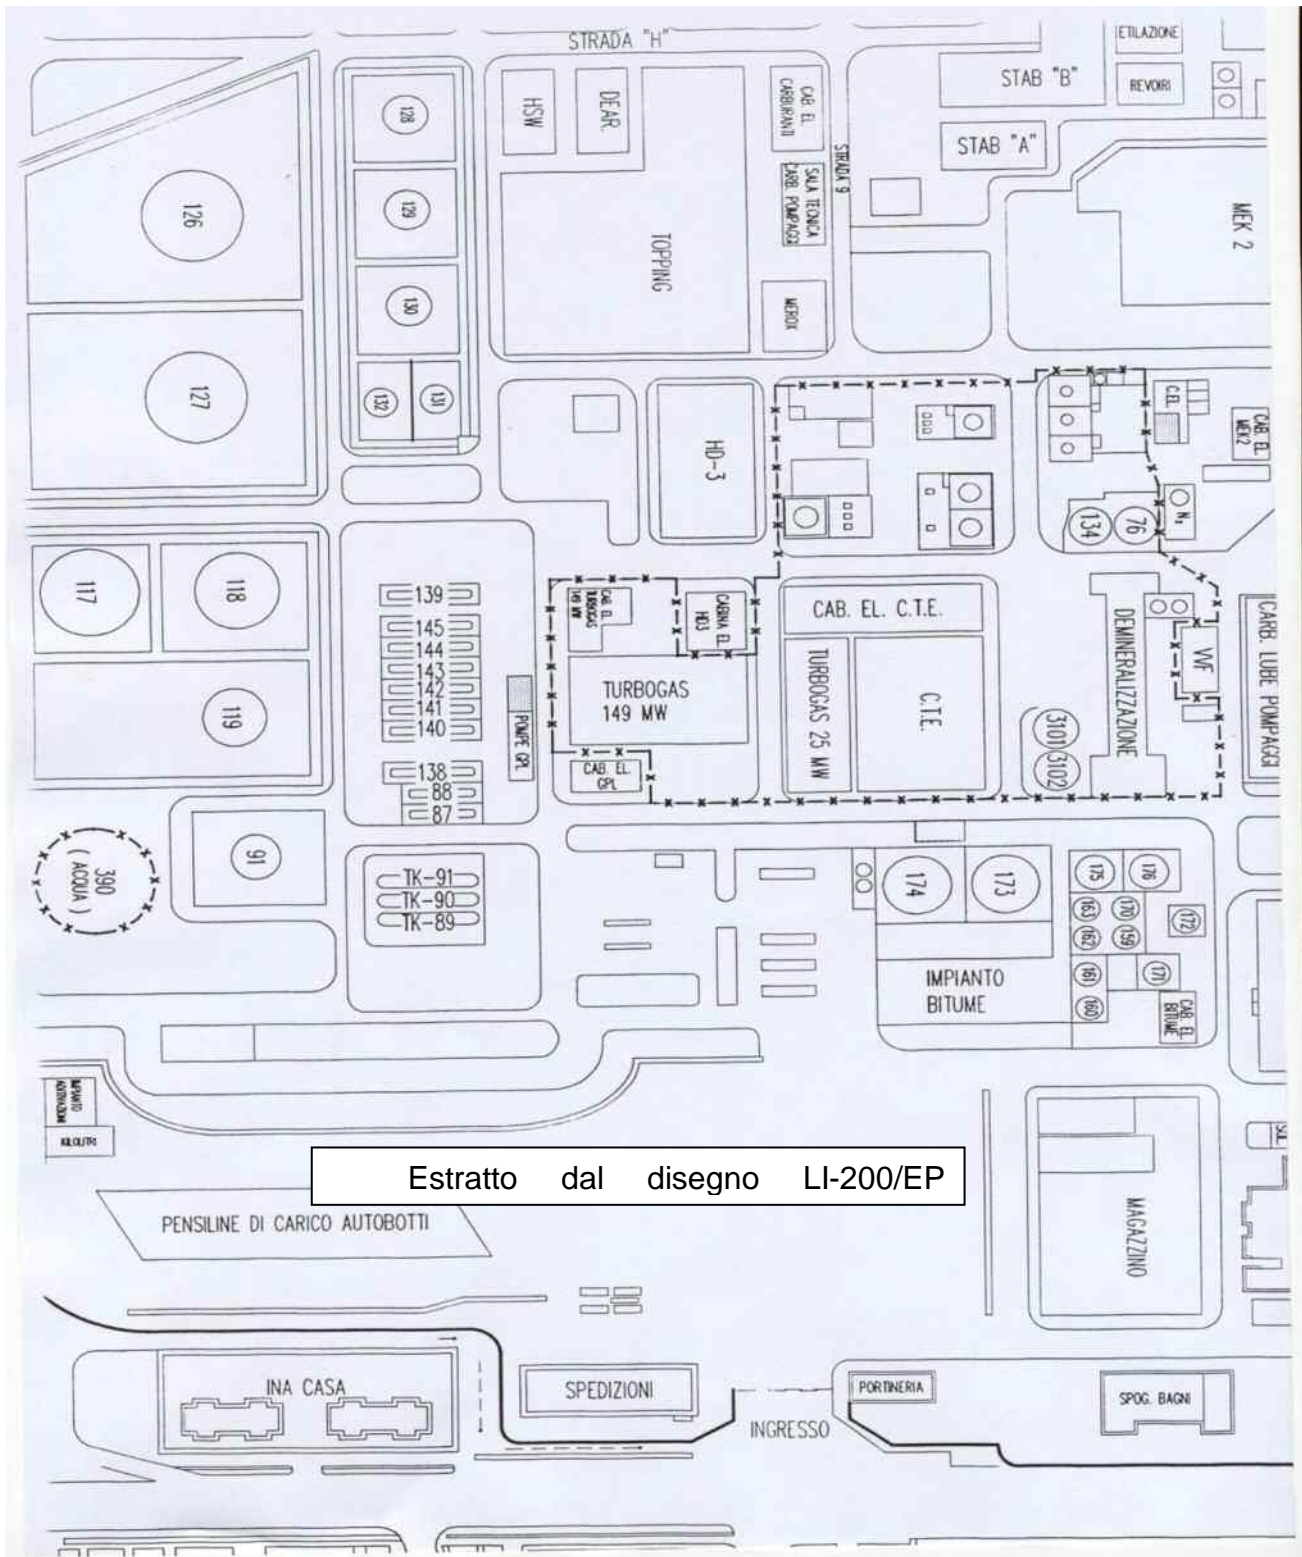 STRADA "H"
ETILAZIONE
STAB "B"
REVOIRI
HSW
DEAR.
CAB. EL.
CARBURANTI
128
STAB "A"
STRADA 9
SALA TECNICA
CARB. POMPAGGI
126
129
MEK 2
TOPPING
130
MEROX
127
132
131
C.EL.
CAB. EL.
MEK2
HD-3
134
76
N2
117
118
139
CAB. EL.
TURBOGAS
149 MW
CABINA EL.
HD3
CAB. EL. C.T.E.
DEMINERALIZZAZIONE
CARB. LUBE POMPAGGI
145
144
143
142
141
140
VVF
TURBOGAS
149 MW
TURBOGAS 25 MW
C.T.E.
119
POMPE GPL
3101
3102
138
88
87
CAB. EL.
GPL
91
390
( ACQUA )
TK-91
TK-90
TK-89
174
173
175
176
163
170
172
162
159
161
171
160
IMPIANTO
BITUME
CAB. EL.
BITUME
IMPIANTO
ADDITIVAZIONE
KILOLITRI
Estratto dal disegno LI-200/EP
PENSILINE DI CARICO AUTOBOTTI
MAGAZZINO
INA CASA
SPEDIZIONI
PORTINERIA
SPOG. BAGNI
INGRESSO